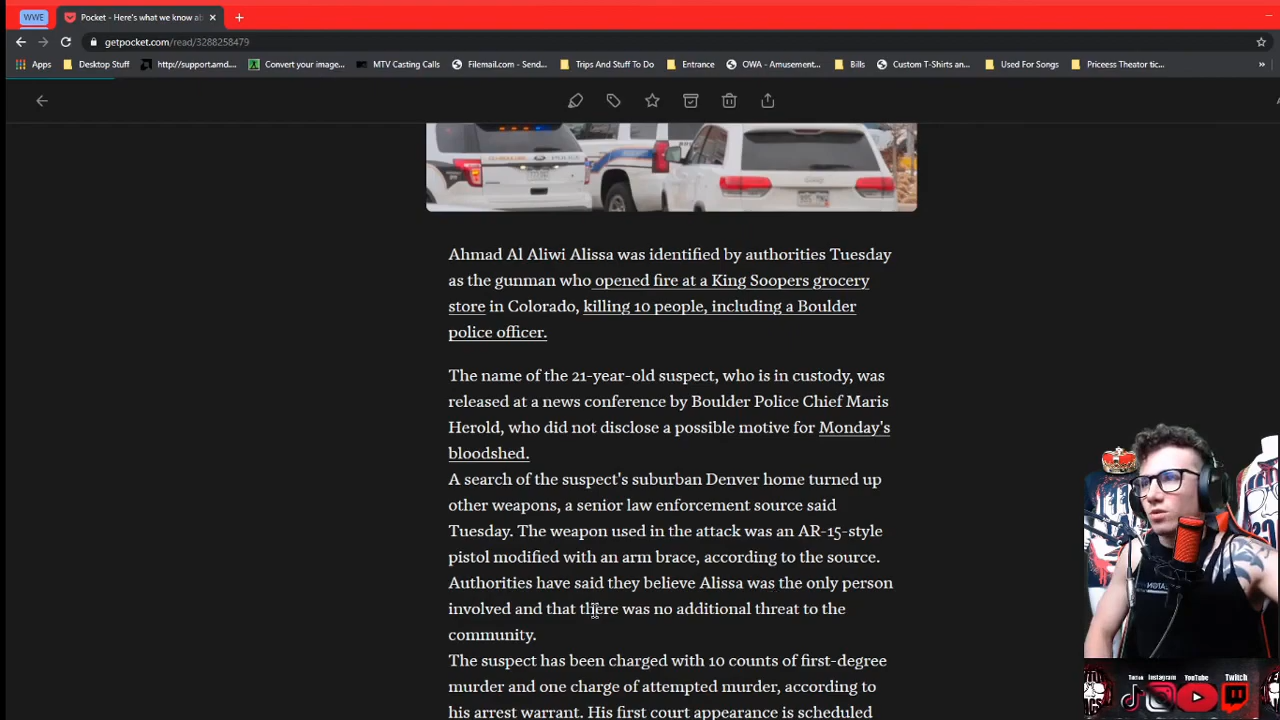 WWE
Pocket - Here's what we know ab
getpocket.com/read/3288258479
Apps
Desktop Stuff
http://support.amd...
Convert your image...
MTV Casting Calls
Filemail.com - Send...
Trips And Stuff To Do
Entrance
OWA - Amusement...
Bills
Custom T-Shirts an...
Used For Songs
Priceess Theator tic...
»
Ahmad Al Aliwi Alissa was identified by authorities Tuesday
as the gunman who opened fire at a King Soopers grocery
store in Colorado, killing 10 people, including a Boulder
police officer.
The name of the 21-year-old suspect, who is in custody, was
released at a news conference by Boulder Police Chief Maris
Herold, who did not disclose a possible motive for Monday's
bloodshed.
A search of the suspect's suburban Denver home turned up
other weapons, a senior law enforcement source said
Tuesday. The weapon used in the attack was an AR-15-style
pistol modified with an arm brace, according to the source.
Authorities have said they believe Alissa was the only person
involved and that there was no additional threat to the
community.
The suspect has been charged with 10 counts of first-degree
murder and one charge of attempted murder, according to
his arrest warrant. His first court appearance is scheduled
Instagram
YouTube
Twitch